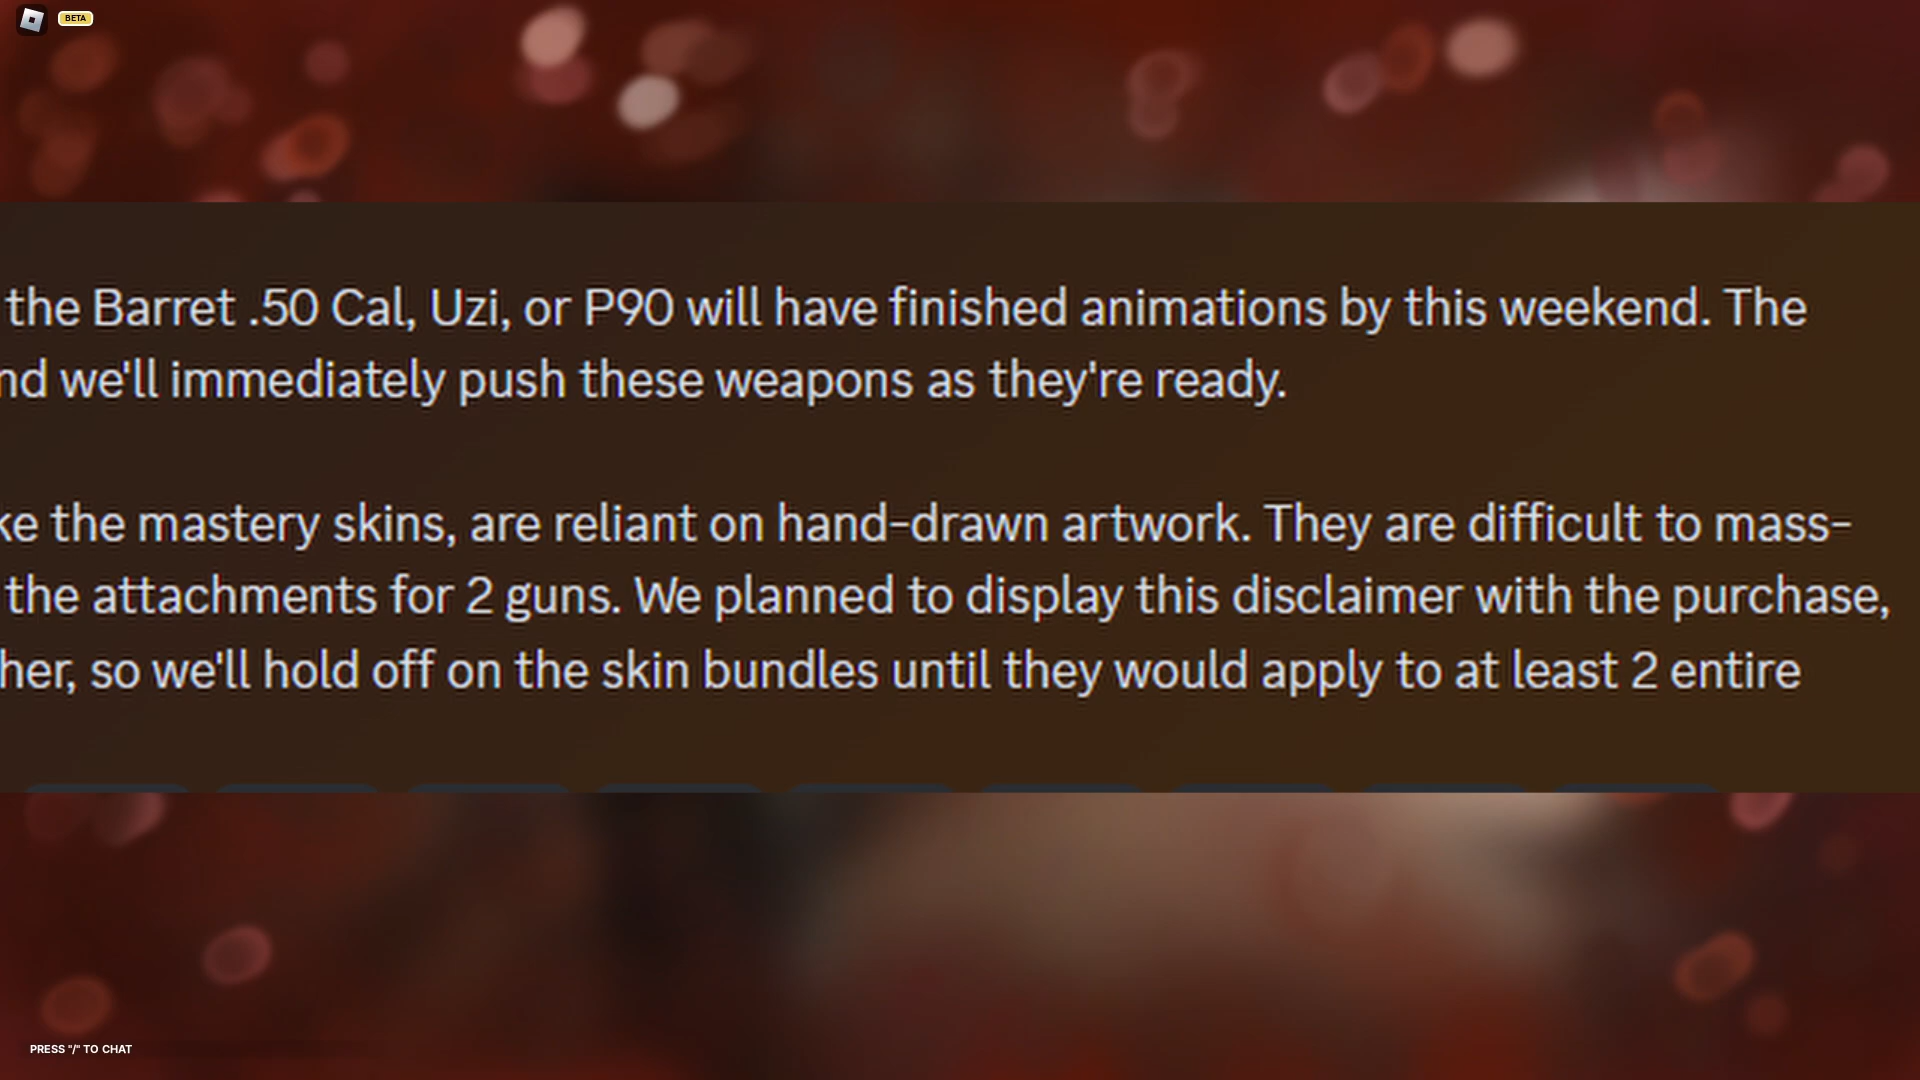 BETA
the Barret .50 Cal, Uzi, or P90 will have finished animations by this weekend. The
nd we'll immediately push these weapons as they're ready.
ke the mastery skins, are reliant on hand-drawn artwork. They are difficult to mass-
the attachments for 2 guns. We planned to display this disclaimer with the purchase,
her, so we'll hold off on the skin bundles until they would apply to at least 2 entire
PRESS "/" TO CHAT